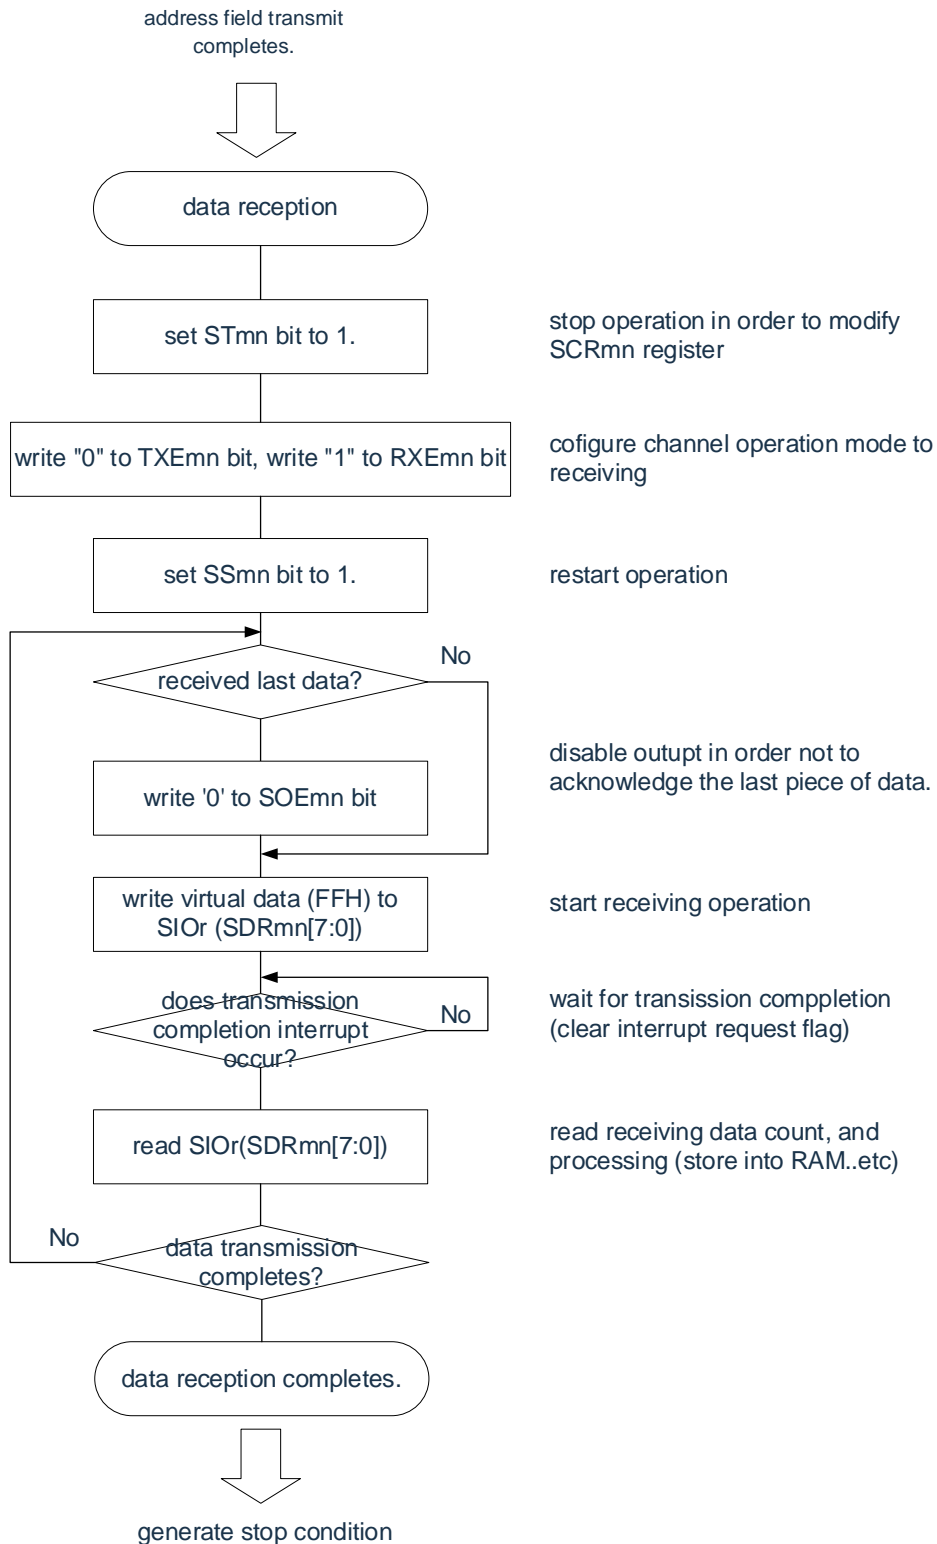 address field transmit
completes.
data reception
set STmn bit to 1.
stop operation in order to modify
SCRmn register
write "0" to TXEmn bit, write "1" to RXEmn bit
cofigure channel operation mode to
receiving
set SSmn bit to 1.
restart operation
No
received last data?
disable outupt in order not to
acknowledge the last piece of data.
write '0' to SOEmn bit
write virtual data (FFH) to
SIOr (SDRmn[7:0])
start receiving operation
does transmission
completion interrupt
occur?
No
wait for transission comppletion
(clear interrupt request flag)
read SIOr(SDRmn[7:0])
read receiving data count, and
processing (store into RAM..etc)
No
data transmission
completes?
data reception completes.
generate stop condition